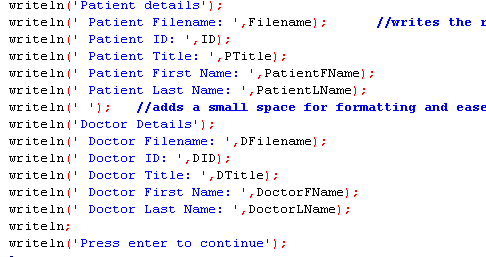 writeln('Patient details');
writeln(' Patient Filename: ',Filename); //writes the
writeln(' Patient ID: ',ID);
writeln(' Patient Title: ',PTitle);
writeln(' Patient First Name: ',PatientFName);
writeln(' Patient Last Name: ',PatientLName);
writeln(' '); //adds a small space for formatting and ease
writeln('Doctor Details');
writeln(' Doctor Filename: ',DFilename);
writeln(' Doctor ID: ',DID);
writeln(' Doctor Title: ',DTitle);
writeln(' Doctor First Name: ',DoctorFName);
writeln(' Doctor Last Name: ',DoctorLName);
writeln;
writeln('Press enter to continue');